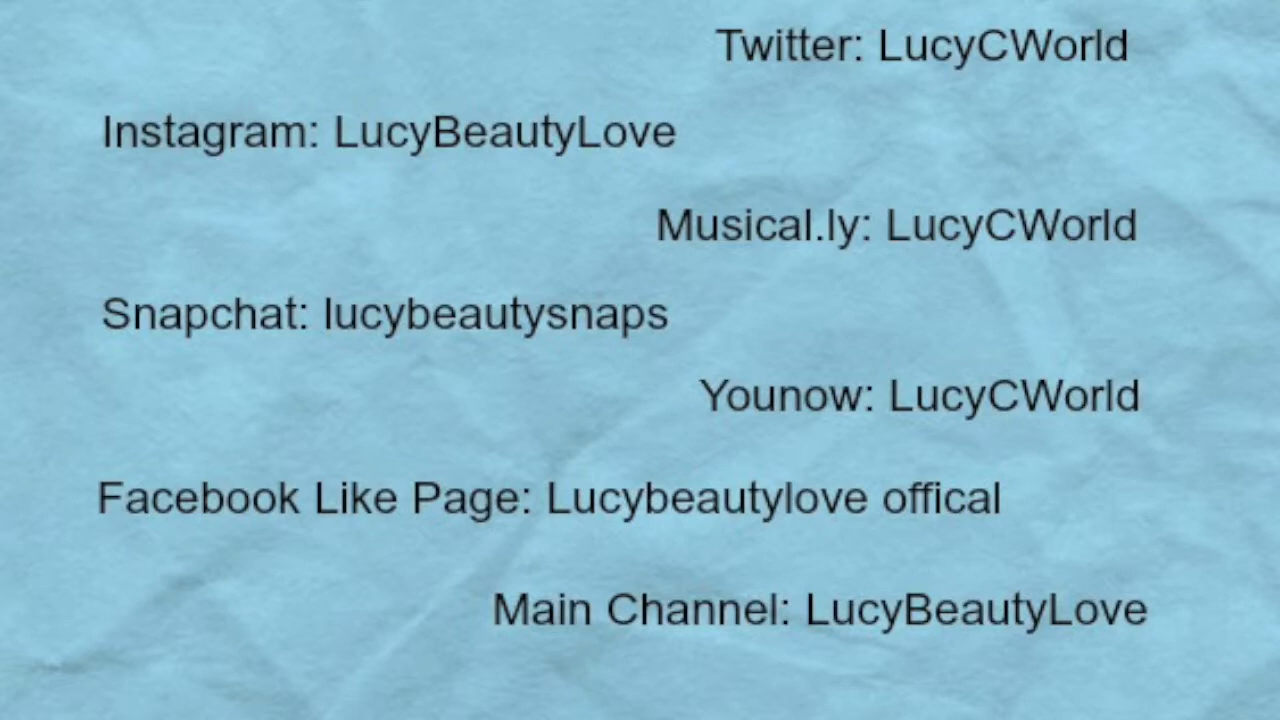 Twitter: LucyCWorld
Instagram: LucyBeautyLove
Musical.ly: LucyCWorld
Snapchat: lucybeautysnaps
Younow: LucyCWorld
Facebook Like Page: Lucybeautylove offical
Main Channel: LucyBeautyLove